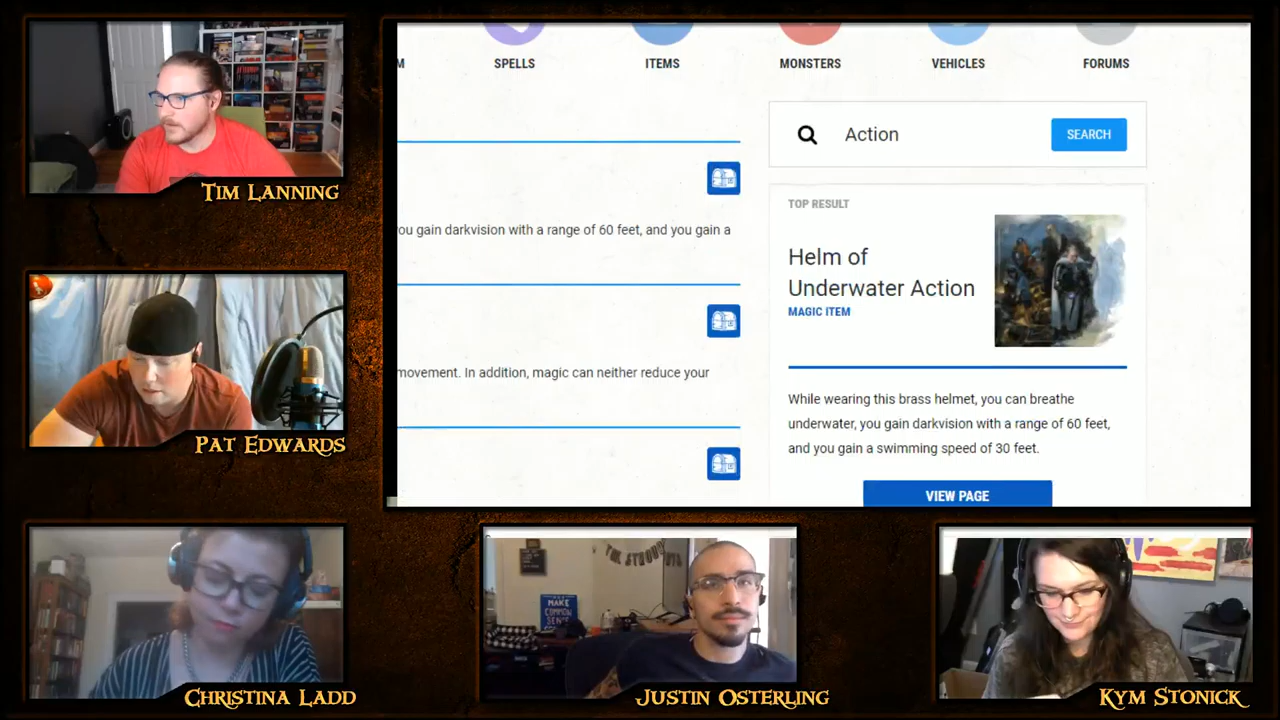 M
SPELLS
ITEMS
MONSTERS
VEHICLES
FORUMS
Action
SEARCH
TOP RESULT
Helm of
Underwater Action
MAGIC ITEM
While wearing this brass helmet, you can breathe
underwater, you gain darkvision with a range of 60 feet,
and you gain a swimming speed of 30 feet.
VIEW PAGE
ou gain darkvision with a range of 60 feet, and you gain a
movement. In addition, magic can neither reduce your
TIM LANNING
PAT EDWARDS
CHRISTINA LADD
MAKE
COMMON
SENSE
JUSTIN OSTERLING
KYM STONICK